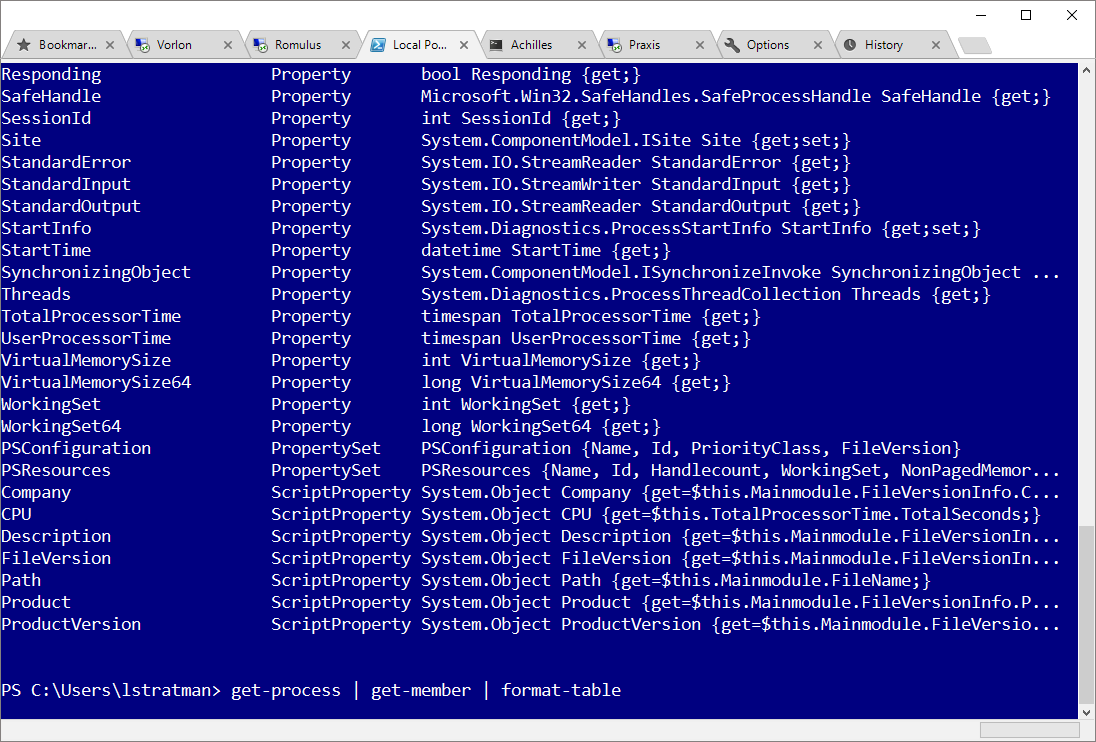 Bookmar... Vorlon Romulus Local Po... Achilles Praxis Options History
Responding Property bool Responding {get;}
SafeHandle Property Microsoft.Win32.SafeHandles.SafeProcessHandle SafeHandle {get;}
SessionId Property int SessionId {get;}
Site Property System.ComponentModel.ISite Site {get;set;}
StandardError Property System.IO.StreamReader StandardError {get;}
StandardInput Property System.IO.StreamWriter StandardInput {get;}
StandardOutput Property System.IO.StreamReader StandardOutput {get;}
StartInfo Property System.Diagnostics.ProcessStartInfo StartInfo {get;set;}
StartTime Property datetime StartTime {get;}
SynchronizingObject Property System.ComponentModel.ISynchronizeInvoke SynchronizingObject ...
Threads Property System.Diagnostics.ProcessThreadCollection Threads {get;}
TotalProcessorTime Property timespan TotalProcessorTime {get;}
UserProcessorTime Property timespan UserProcessorTime {get;}
VirtualMemorySize Property int VirtualMemorySize {get;}
VirtualMemorySize64 Property long VirtualMemorySize64 {get;}
WorkingSet Property int WorkingSet {get;}
WorkingSet64 Property long WorkingSet64 {get;}
PSConfiguration PropertySet PSConfiguration {Name, Id, PriorityClass, FileVersion}
PSResources PropertySet PSResources {Name, Id, Handlecount, WorkingSet, NonPagedMemor...
Company ScriptProperty System.Object Company {get=$this.Mainmodule.FileVersionInfo.C...
CPU ScriptProperty System.Object CPU {get=$this.TotalProcessorTime.TotalSeconds;}
Description ScriptProperty System.Object Description {get=$this.Mainmodule.FileVersionIn...
FileVersion ScriptProperty System.Object FileVersion {get=$this.Mainmodule.FileVersionIn...
Path ScriptProperty System.Object Path {get=$this.Mainmodule.FileName;}
Product ScriptProperty System.Object Product {get=$this.Mainmodule.FileVersionInfo.P...
ProductVersion ScriptProperty System.Object ProductVersion {get=$this.Mainmodule.FileVersio...
PS C:\Users\lstratman> get-process | get-member | format-table